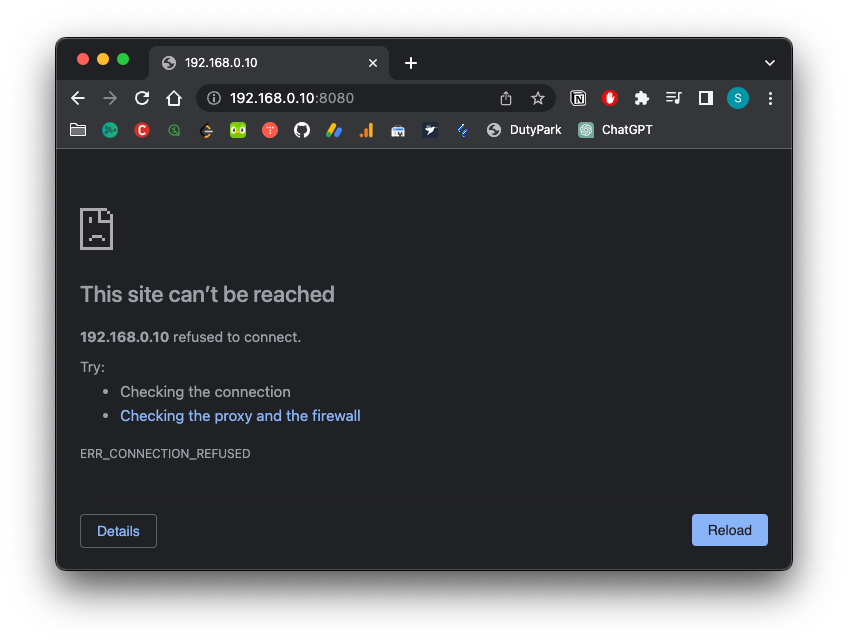 192.168.0.10
192.168.0.10:8080
S
C
DutyPark
ChatGPT
This site can’t be reached
192.168.0.10 refused to connect.
Try:
• Checking the connection
• Checking the proxy and the firewall
ERR_CONNECTION_REFUSED
Details
Reload